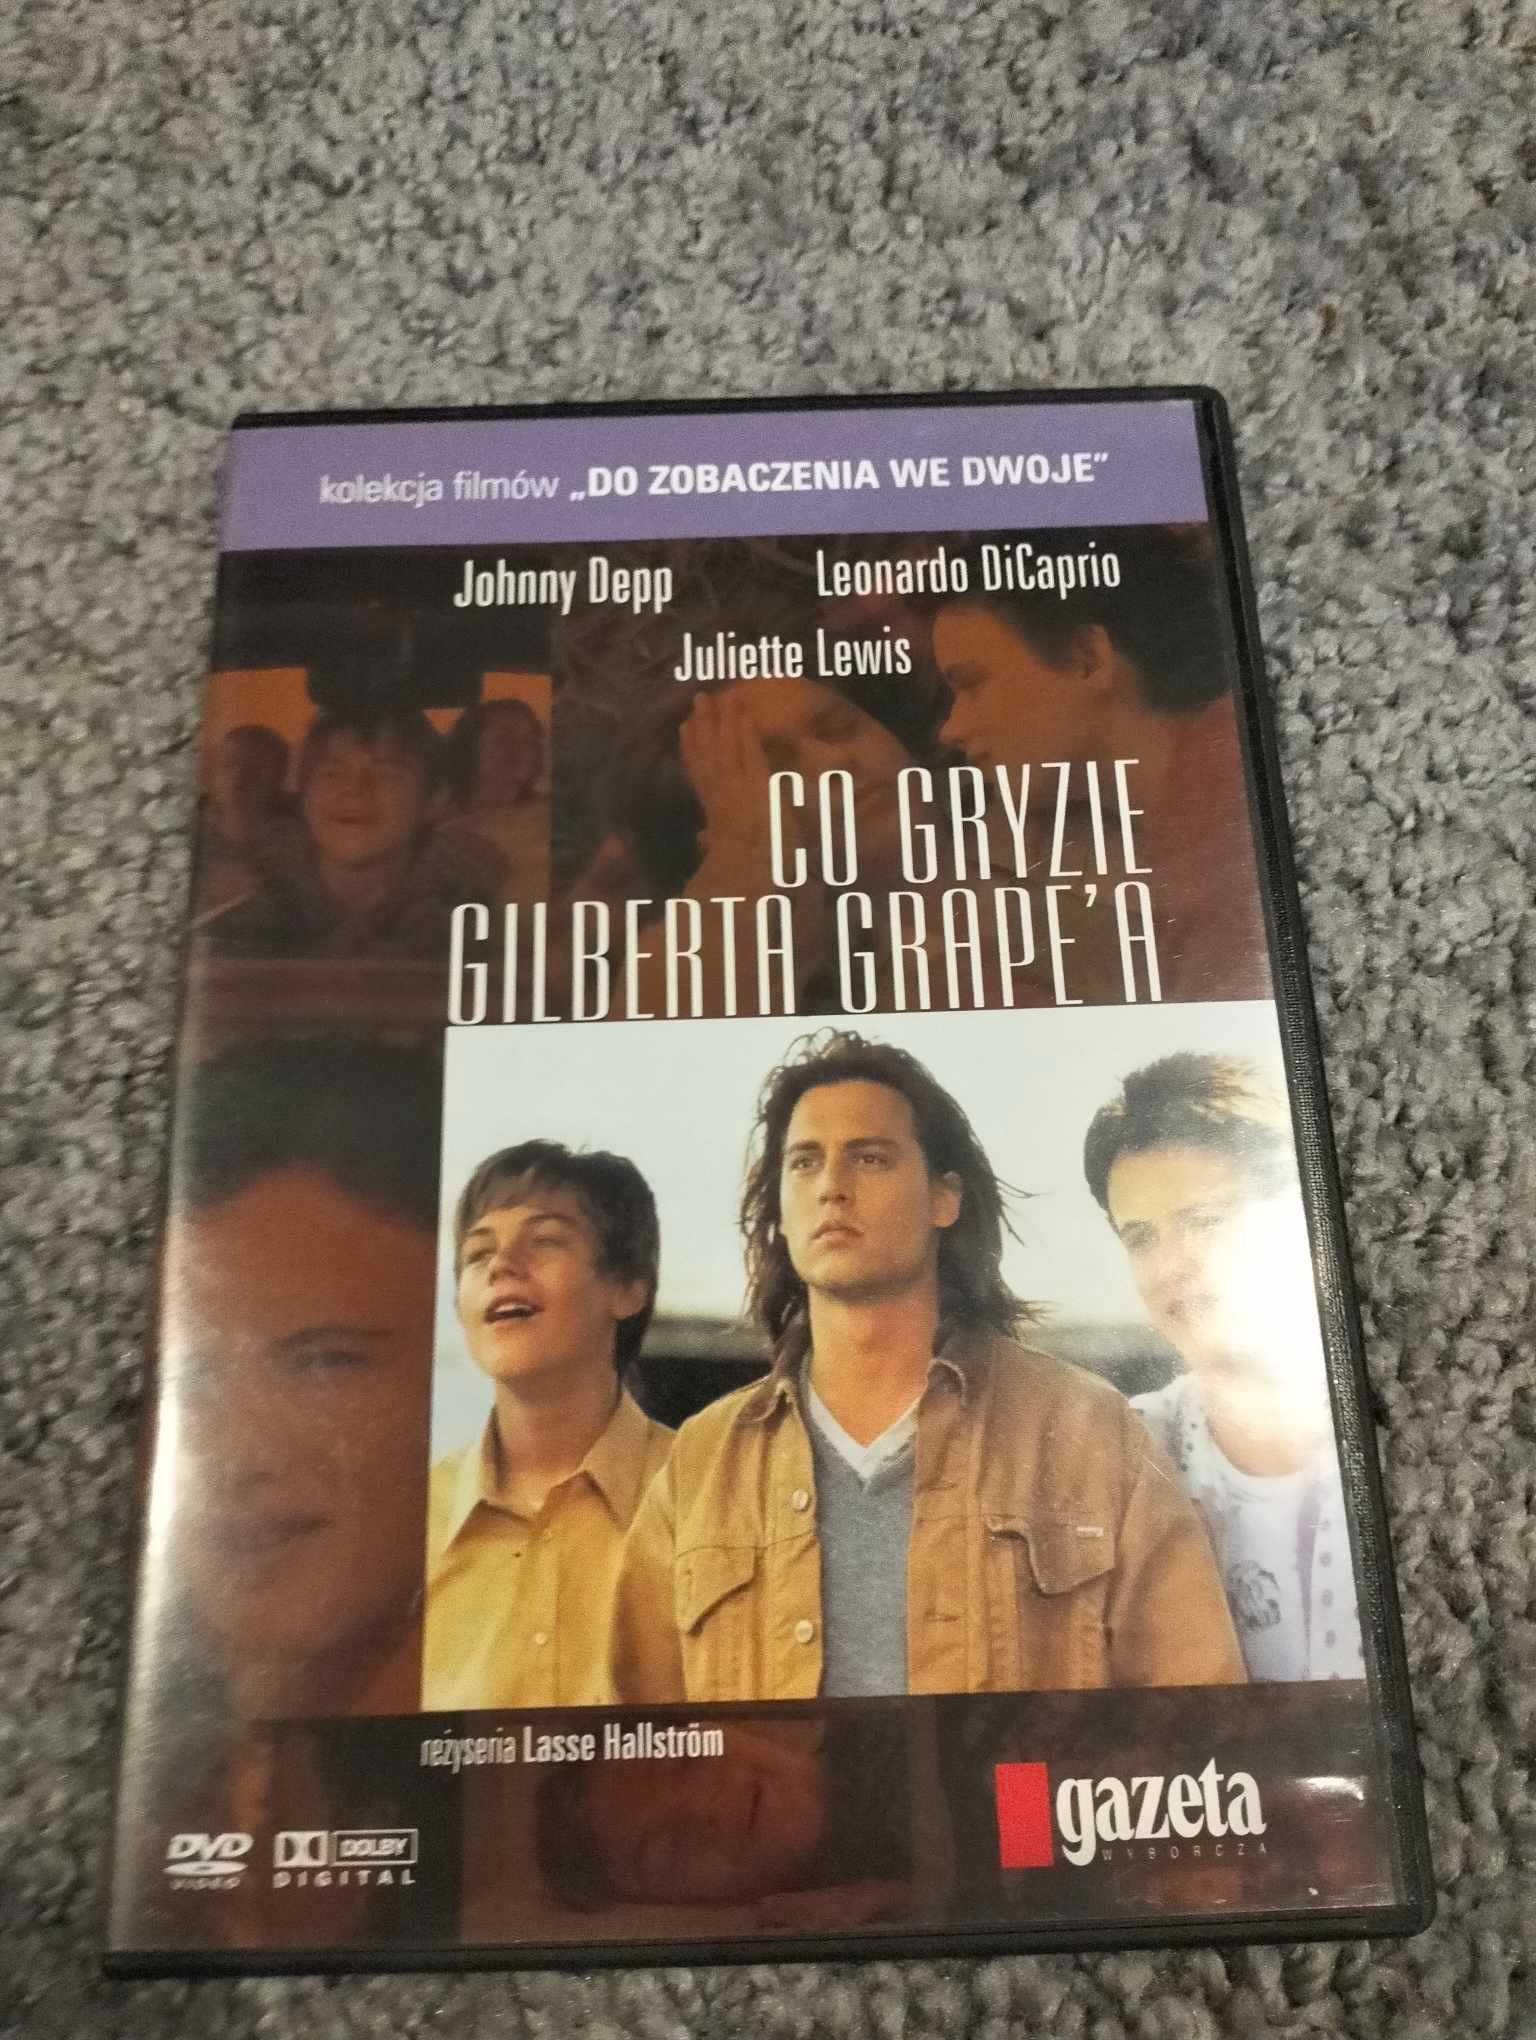 kolekcja filmów „DO ZOBACZENIA WE DWOJE”
Johnny Depp Leonardo DiCaprio
Juliette Lewis
CO GRYZIE
GILBERTA GRAPE’A
reżyseria Lasse Hallström
gazeta
WYBORCZA
DVD
VIDEO
DOLBY
DIGITAL